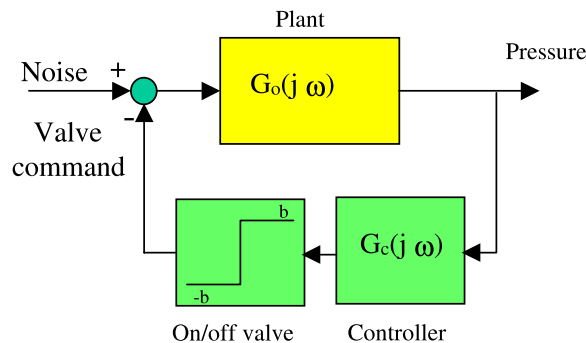 Plant
Pressure
Noise
+
Go(j ω)
-
Valve
command
b
-b
Gc(j ω)
On/off valve
Controller